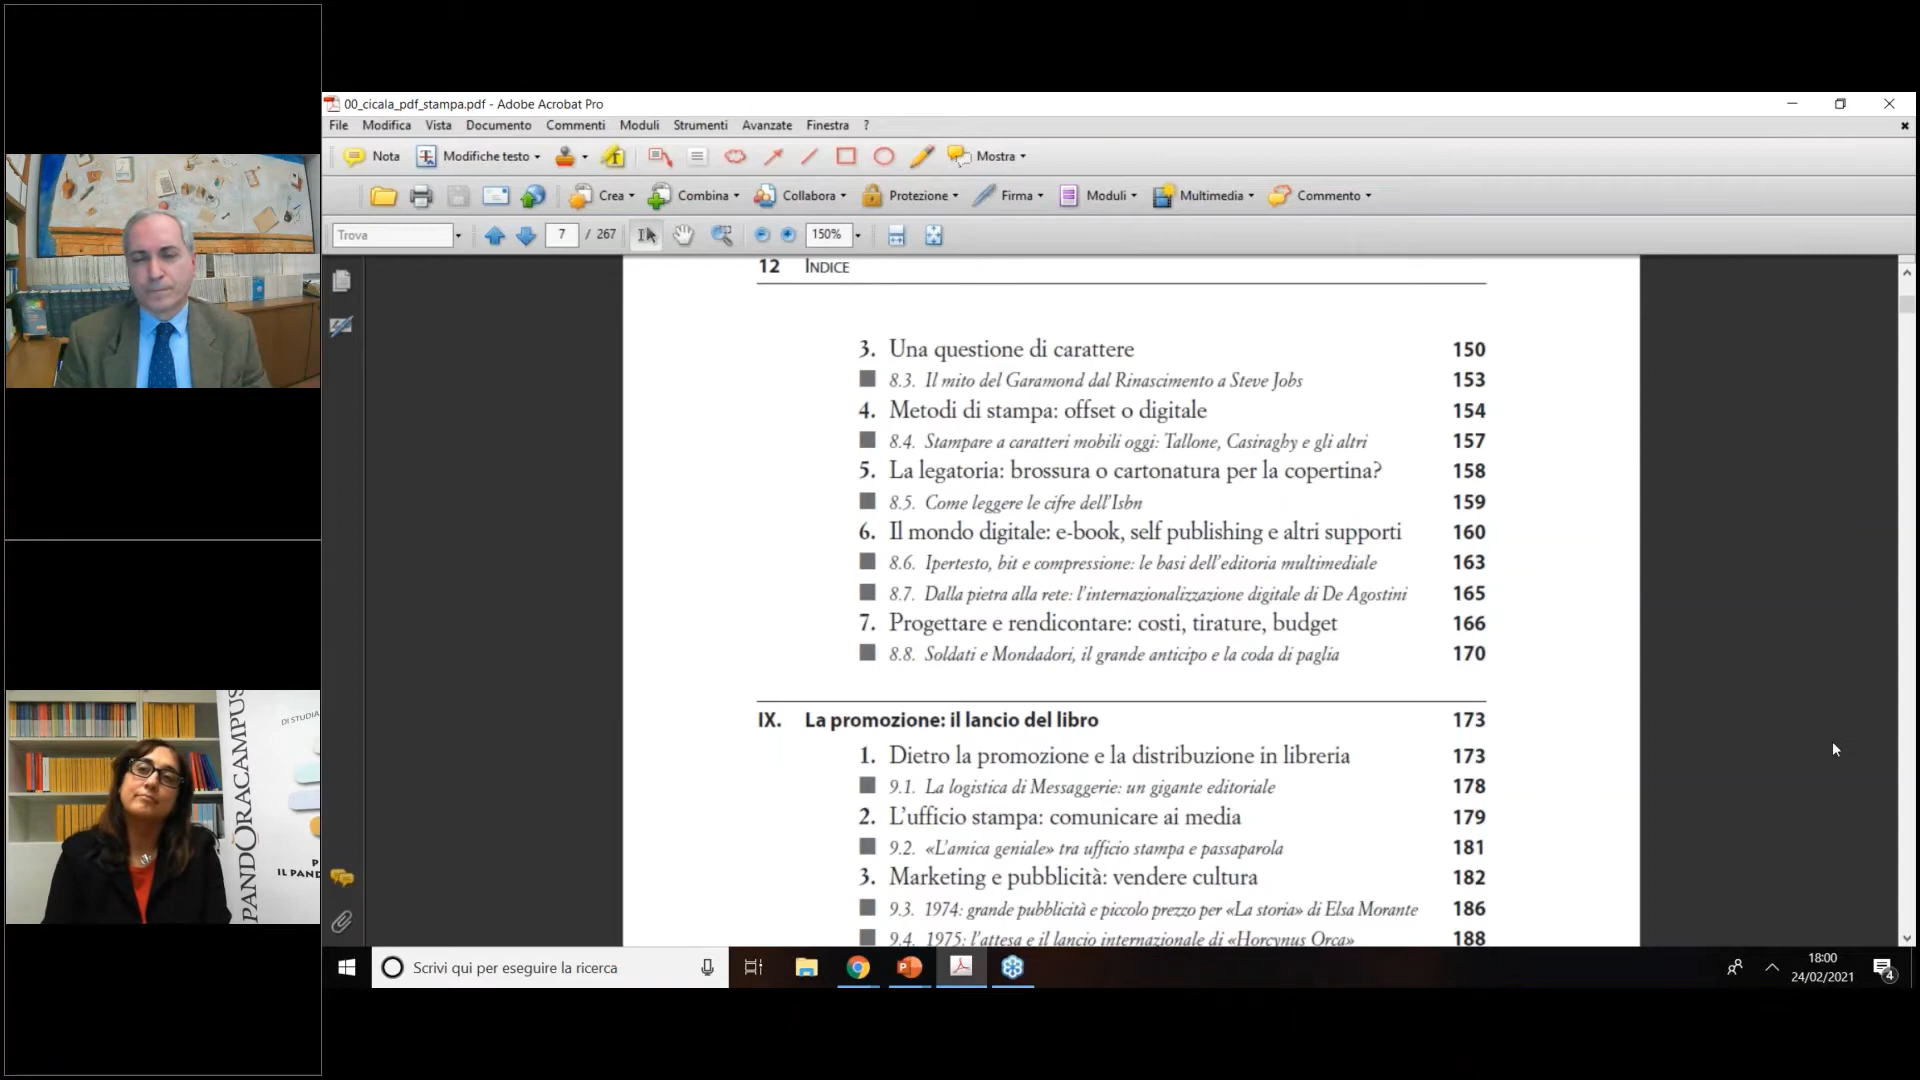 00_cicala_pdf_stampa.pdf - Adobe Acrobat Pro
File Modifica Vista Documento Commenti Moduli Strumenti Avanzate Finestra ?
Nota Modifiche testo Mostra
Crea Combina Collabora Protezione Firma Moduli Multimedia Commento
Trova 7 / 267 150%
12 INDICE
3. Una questione di carattere 150
8.3. Il mito del Garamond dal Rinascimento a Steve Jobs 153
4. Metodi di stampa: offset o digitale 154
8.4. Stampare a caratteri mobili oggi: Tallone, Casiraghy e gli altri 157
5. La legatoria: brossura o cartonatura per la copertina? 158
8.5. Come leggere le cifre dell'Isbn 159
6. Il mondo digitale: e-book, self publishing e altri supporti 160
8.6. Ipertesto, bit e compressione: le basi dell'editoria multimediale 163
8.7. Dalla pietra alla rete: l'internazionalizzazione digitale di De Agostini 165
7. Progettare e rendicontare: costi, tirature, budget 166
8.8. Soldati e Mondadori, il grande anticipo e la coda di paglia 170
IX. La promozione: il lancio del libro 173
1. Dietro la promozione e la distribuzione in libreria 173
9.1. La logistica di Messaggerie: un gigante editoriale 178
2. L'ufficio stampa: comunicare ai media 179
9.2. «L'amica geniale» tra ufficio stampa e passaparola 181
3. Marketing e pubblicità: vendere cultura 182
9.3. 1974: grande pubblicità e piccolo prezzo per «La storia» di Elsa Morante 186
9.4. 1975: l'attesa e il lancio internazionale di «Horcynus Orca» 188
Scrivi qui per eseguire la ricerca
18:00
24/02/2021
4
PANDORACAMPUS
DI STUDIA
P
IL PAND